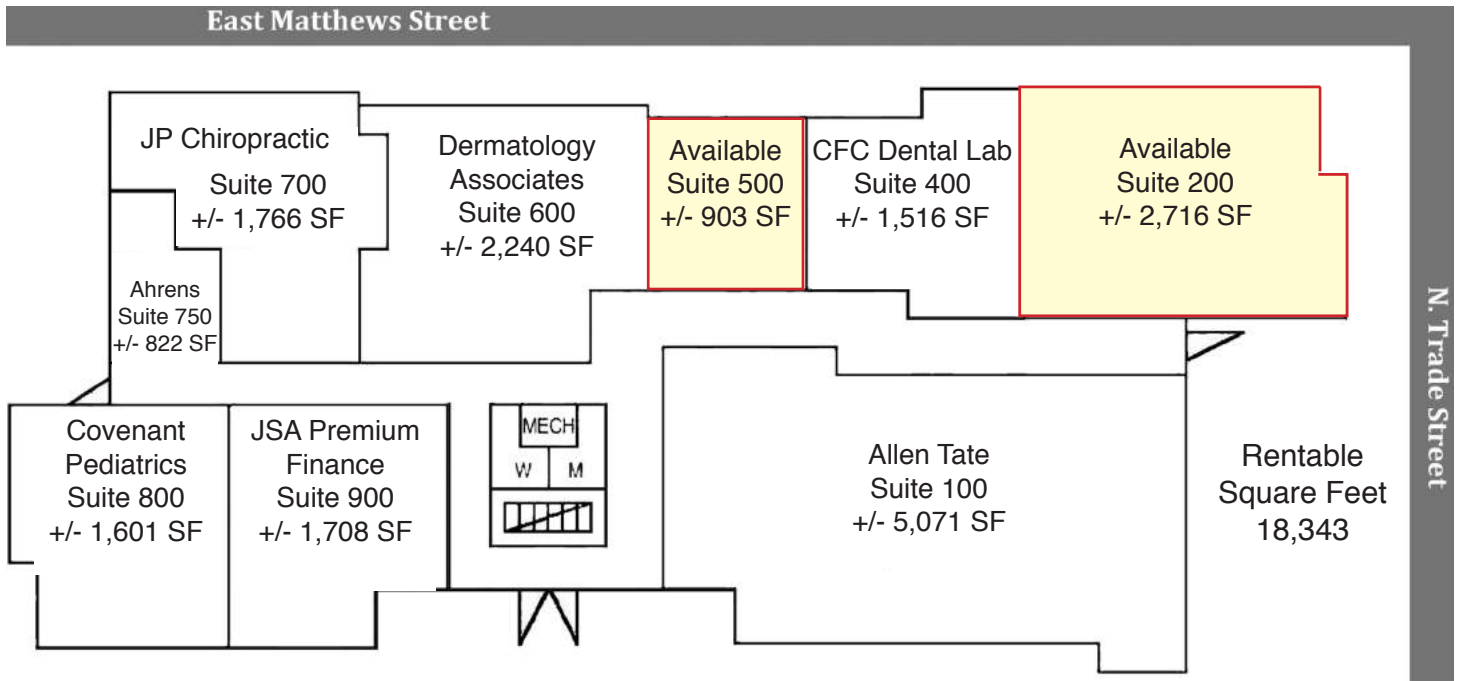 East Matthews Street
JP Chiropractic
Suite 700
+/- 1,766 SF
Dermatology
Associates
Suite 600
+/- 2,240 SF
Available
Suite 500
+/- 903 SF
CFC Dental Lab
Suite 400
+/- 1,516 SF
Available
Suite 200
+/- 2,716 SF
Ahrens
Suite 750
+/- 822 SF
N. Trade Street
Covenant
Pediatrics
Suite 800
+/- 1,601 SF
JSA Premium
Finance
Suite 900
+/- 1,708 SF
MECH
W
M
Allen Tate
Suite 100
+/- 5,071 SF
Rentable
Square Feet
18,343